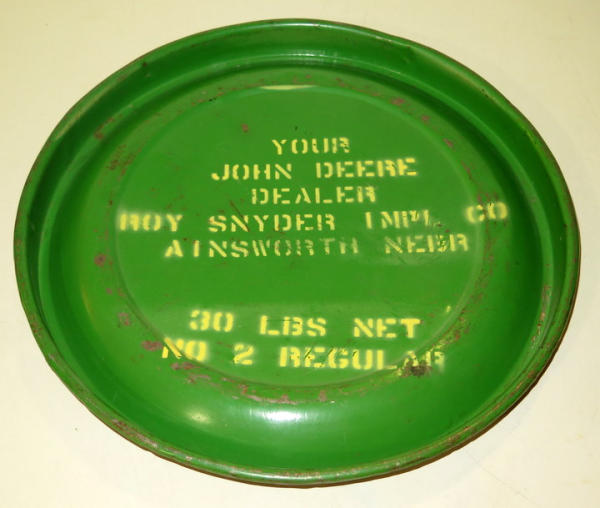 YOUR
JOHN DEERE
DEALER
ROY SNYDER IMPL CO
AINSWORTH NEBR
30 LBS NET
NO 2 REGULAR